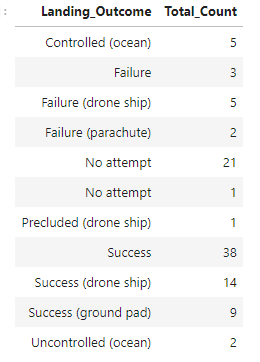 : Landing_Outcome Total_Count
Controlled (ocean) 5
Failure 3
Failure (drone ship) 5
Failure (parachute) 2
No attempt 21
No attempt 1
Precluded (drone ship) 1
Success 38
Success (drone ship) 14
Success (ground pad) 9
Uncontrolled (ocean) 2